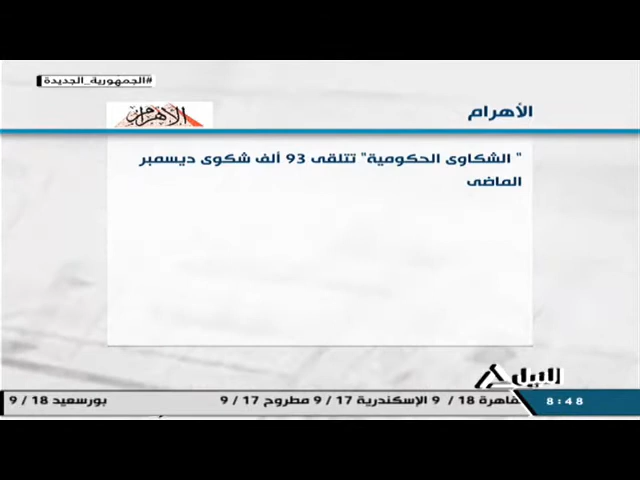 #الجمهورية_الجديدة
الأهرام
الأهرام
" الشكاوى الحكومية" تتلقى 93 ألف شكوى ديسمبر
الماضى
8:48
القاهرة 18 / 9 الإسكندرية 17 / 9 مطروح 17 / 9
بورسعيد 18 / 9